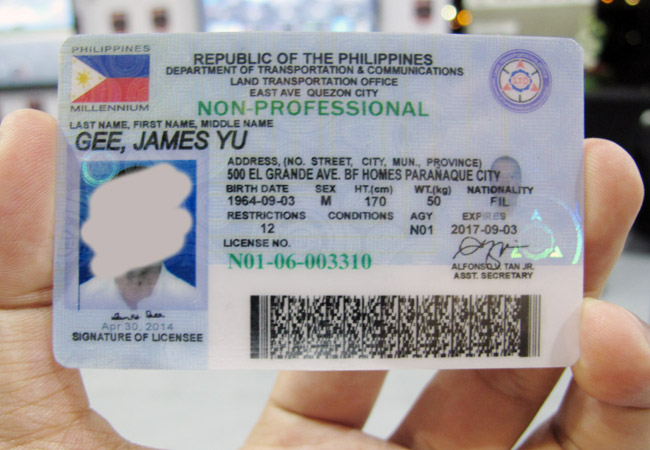 PHILIPPINES
MILLENNIUM
REPUBLIC OF THE PHILIPPINES
DEPARTMENT OF TRANSPORTATION & COMMUNICATIONS
LAND TRANSPORTATION OFFICE
EAST AVE QUEZON CITY
NON-PROFESSIONAL
LAST NAME, FIRST NAME, MIDDLE NAME
GEE, JAMES YU
ADDRESS, (NO. STREET, CITY, MUN., PROVINCE)
500 EL GRANDE AVE. BF HOMES PARAÑAQUE CITY
BIRTH DATE SEX HT.(cm) WT.(kg) NATIONALITY
1964-09-03 M 170 50 FIL
RESTRICTIONS CONDITIONS AGY EXPIRES
12 N01 2017-09-03
LICENSE NO.
N01-06-003310
ALFONSO V. TAN JR.
ASST. SECRETARY
Apr 30, 2014
SIGNATURE OF LICENSEE